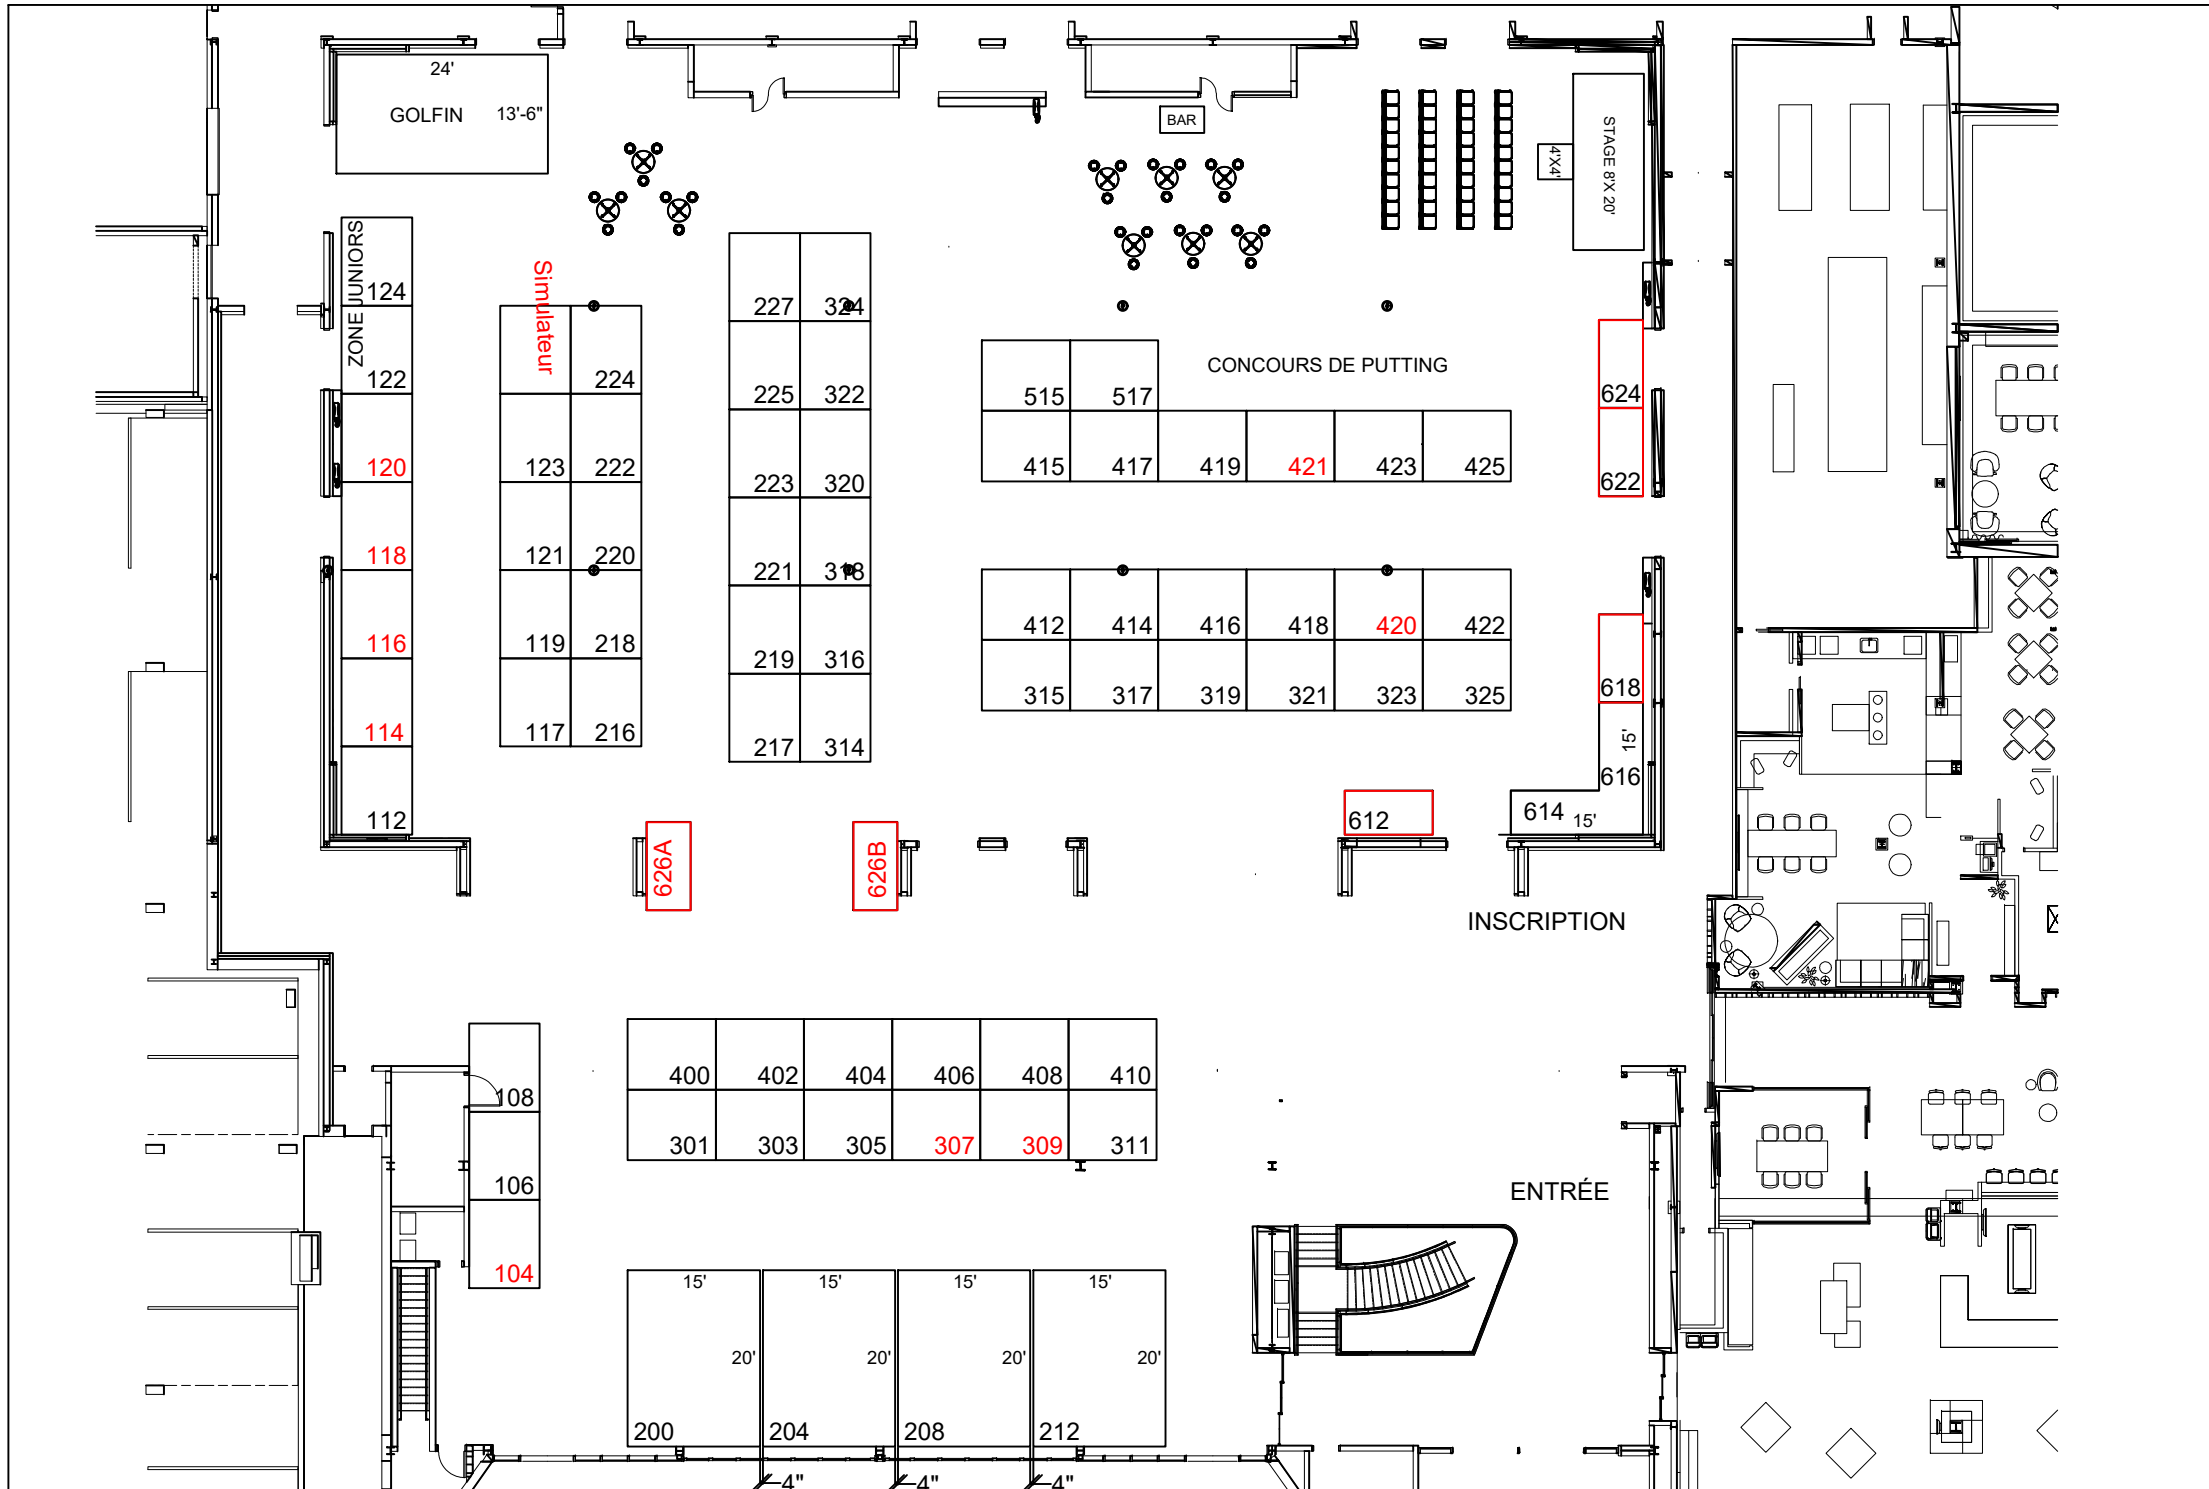 24'
GOLFIN 13'-6"
BAR
STAGE 8'X 20'
4'X4'
ZONE JUNIORS
Simulateur
124
122
120
118
116
114
112
224
123 222
121 220
119 218
117 216
227 324
225 322
223 320
221 318
219 316
217 314
CONCOURS DE PUTTING
515 517
415 417 419 421 423 425
412 414 416 418 420 422
315 317 319 321 323 325
624
622
618
15'
616
614 15'
612
626A
626B
INSCRIPTION
400 402 404 406 408 410
301 303 305 307 309 311
108
106
104
ENTRÉE
15' 15' 15' 15'
20' 20' 20' 20'
200 204 208 212
4" 4" 4"